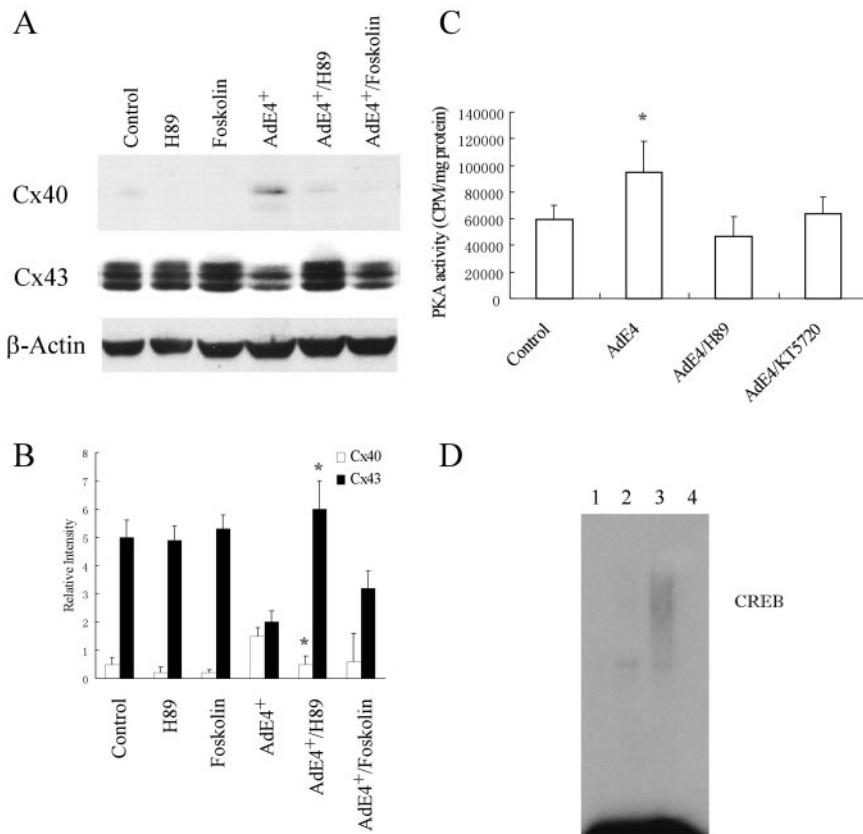 A
Control
H89
Foskolin
AdE4+
AdE4+/H89
AdE4+/Foskolin
Cx40
Cx43
β-Actin
B
Cx40
Cx43
Relative Intensity
8
7
6
5
4
3
2
1
0
*
*
Control
H89
Foskolin
AdE4+
AdE4+/H89
AdE4+/Foskolin
C
PKA activity (CPM/mg protein)
140000
120000
100000
80000
60000
40000
20000
0
*
Control
AdE4
AdE4/H89
AdE4/KT5720
D
1 2 3 4
CREB